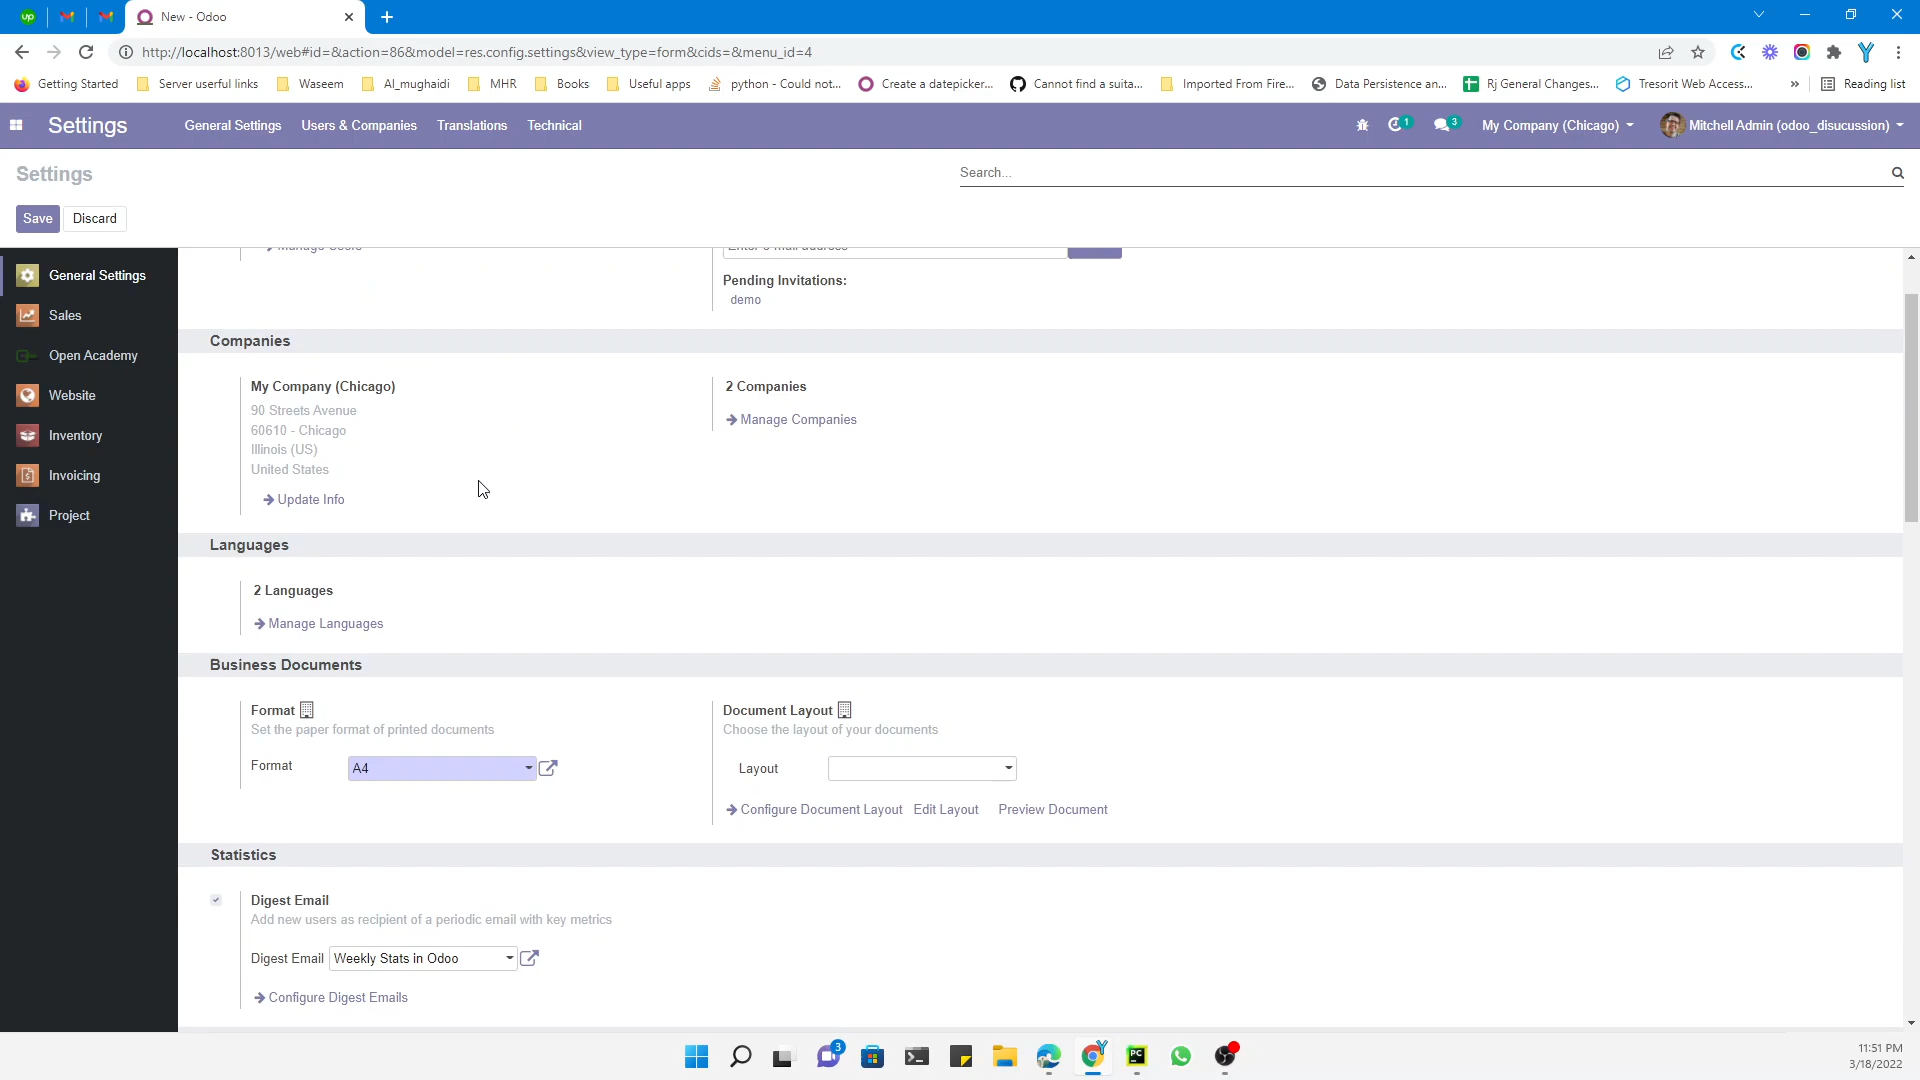 New - Odoo
http://localhost:8013/web#id=&action=86&model=res.config.settings&view_type=form&cids=&menu_id=4
Getting Started Server userful links Waseem Al_mughaidi MHR Books Useful apps python - Could not... Create a datepicker... Cannot find a suita... Imported From Fire... Data Persistence an... Rj General Changes... Tresorit Web Access... » Reading list
Settings General Settings Users & Companies Translations Technical 1 3 My Company (Chicago) Mitchell Admin (odoo_disucussion)
Settings
Search...
Save Discard
General Settings
Sales
Open Academy
Website
Inventory
Invoicing
Project
Manage Users
Enter e-mail address
Pending Invitations:
demo
Companies
My Company (Chicago)
90 Streets Avenue
60610 - Chicago
Illinois (US)
United States
Update Info
2 Companies
Manage Companies
Languages
2 Languages
Manage Languages
Business Documents
Format
Set the paper format of printed documents
Format A4
Document Layout
Choose the layout of your documents
Layout
Configure Document Layout Edit Layout Preview Document
Statistics
Digest Email
Add new users as recipient of a periodic email with key metrics
Digest Email Weekly Stats in Odoo
Configure Digest Emails
3
PC
11:51 PM
3/18/2022